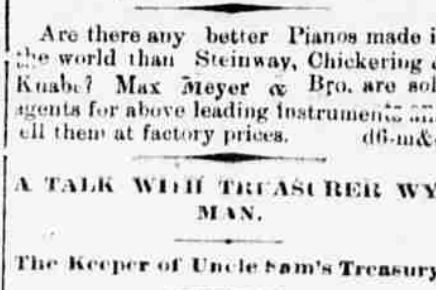 Are there any better Pianos made i
the world than Steinway, Chickering &
Knabe? Max Meyer & Bro. are sol
agents for above leading instruments an
ell them at factory prices. d6-m&
A TALK WITH TREASURER WY
MAN.
The Keeper of Uncle Sam's Treasury